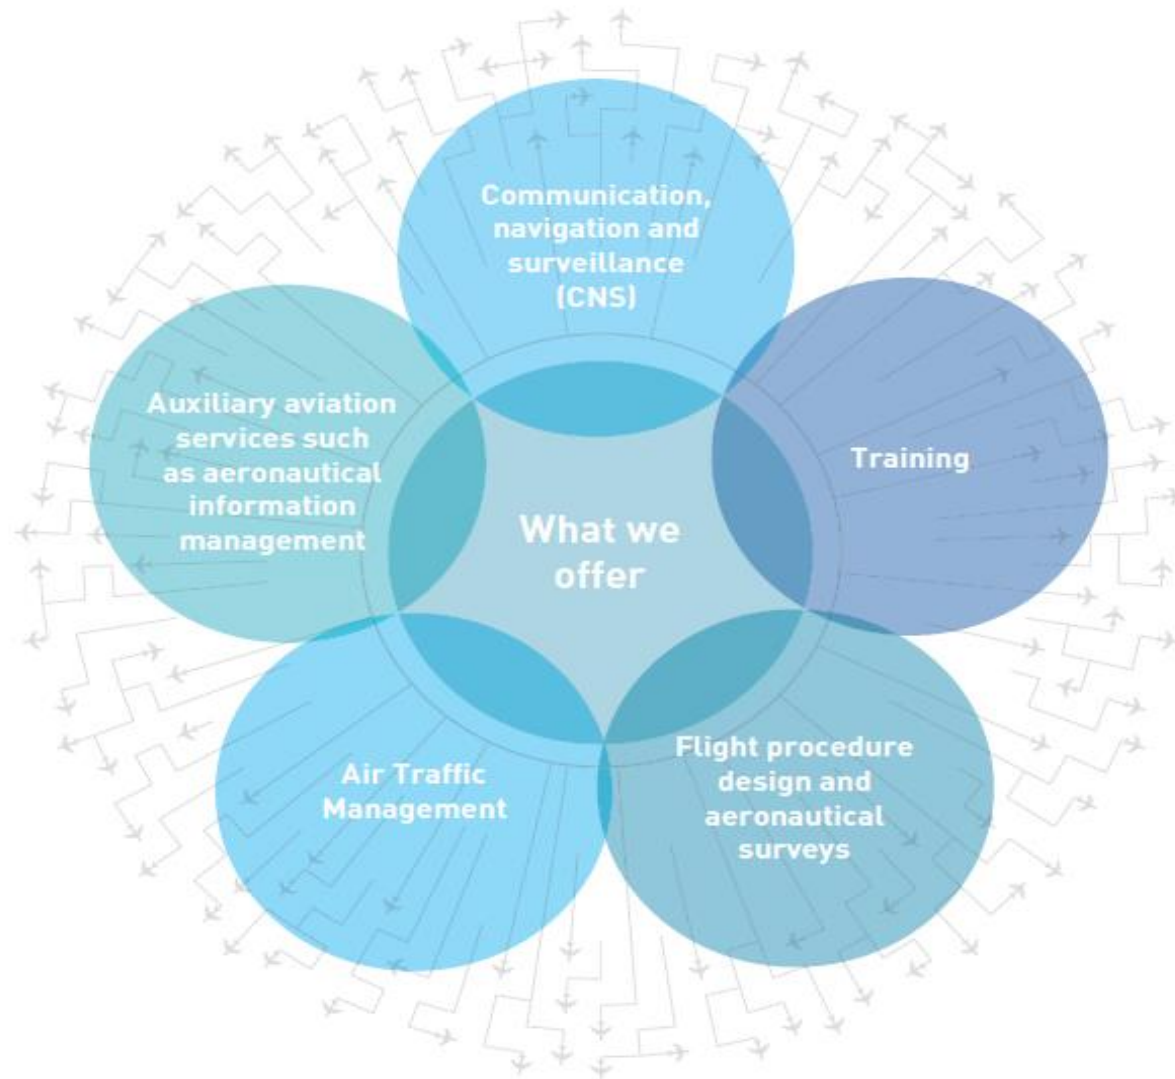 Communication,
navigation and
surveillance
(CNS)
Auxiliary aviation
services such
as aeronautical
information
management
Training
What we
offer
Air Traffic
Management
Flight procedure
design and
aeronautical
surveys